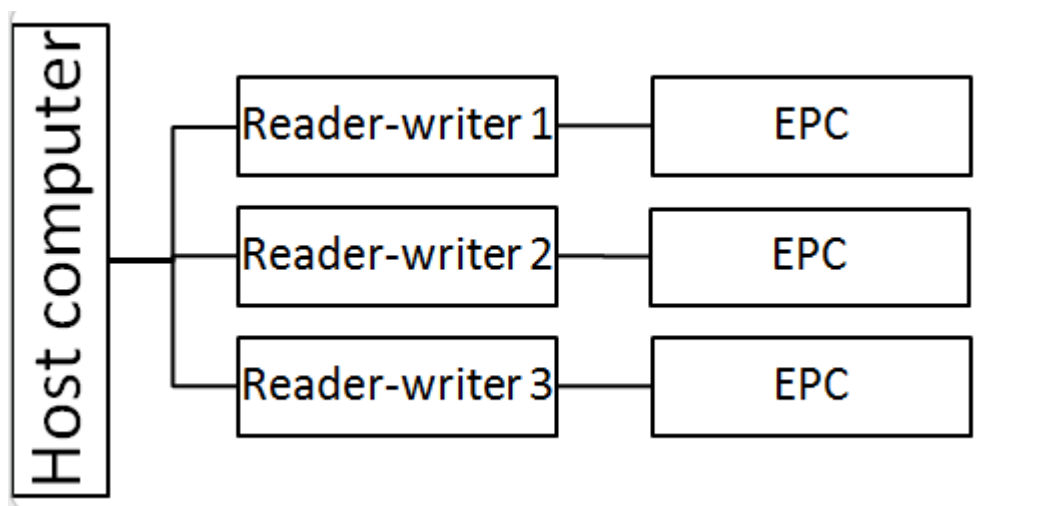 Host computer
Reader-writer 1
EPC
Reader-writer 2
EPC
Reader-writer 3
EPC